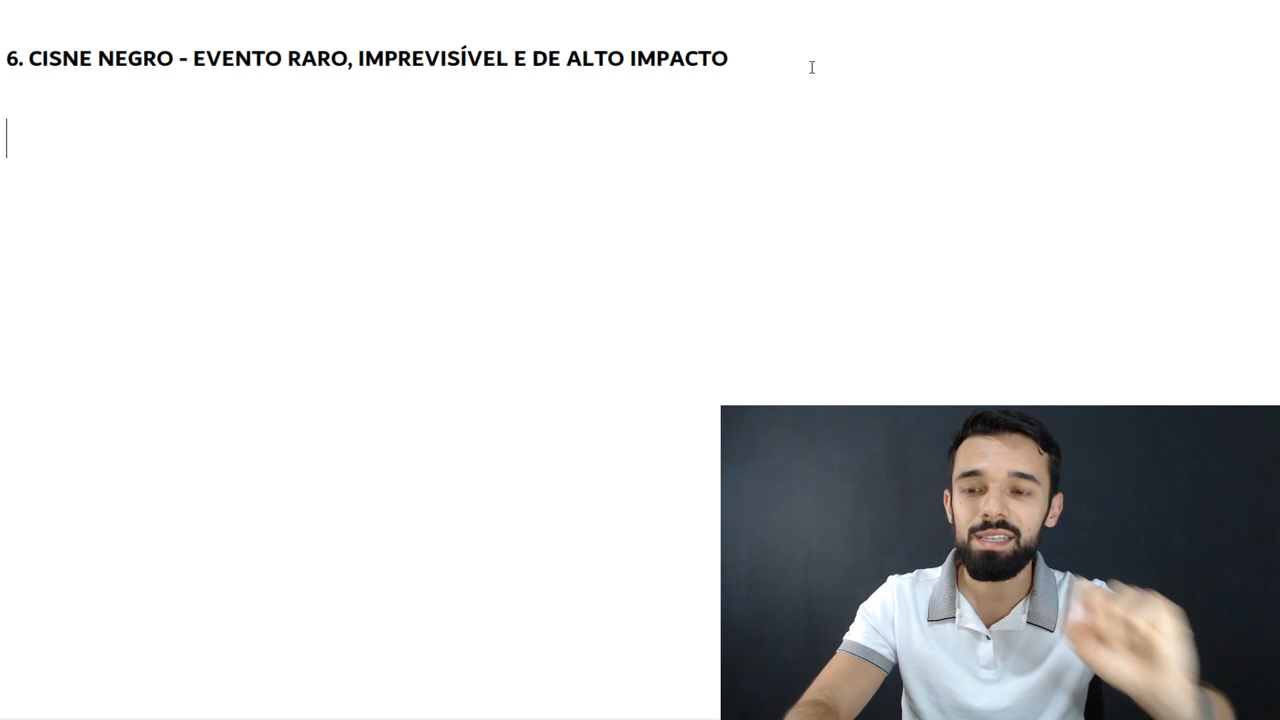 6. CISNE NEGRO - EVENTO RARO, IMPREVISÍVEL E DE ALTO IMPACTO